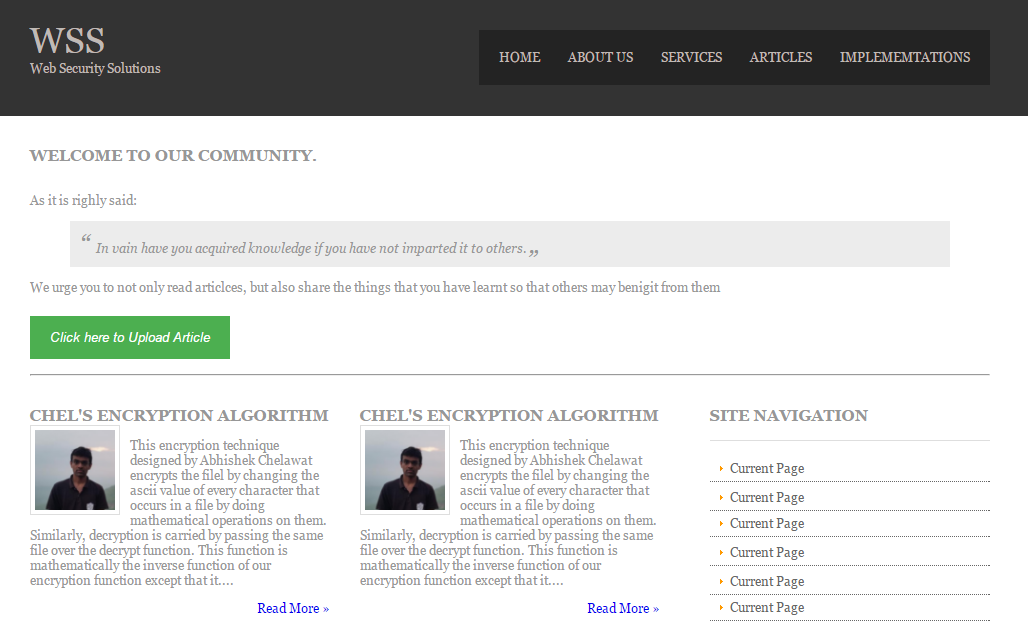 WSS
Web Security Solutions
HOME ABOUT US SERVICES ARTICLES IMPLEMEMTATIONS
WELCOME TO OUR COMMUNITY.
As it is righly said:
“ In vain have you acquired knowledge if you have not imparted it to others. „
We urge you to not only read articlces, but also share the things that you have learnt so that others may benigit from them
Click here to Upload Article
CHEL'S ENCRYPTION ALGORITHM
This encryption technique
designed by Abhishek Chelawat
encrypts the filel by changing the
ascii value of every character that
occurs in a file by doing
mathematical operations on them.
Similarly, decryption is carried by passing the same
file over the decrypt function. This function is
mathematically the inverse function of our
encryption function except that it....
Read More »
CHEL'S ENCRYPTION ALGORITHM
This encryption technique
designed by Abhishek Chelawat
encrypts the filel by changing the
ascii value of every character that
occurs in a file by doing
mathematical operations on them.
Similarly, decryption is carried by passing the same
file over the decrypt function. This function is
mathematically the inverse function of our
encryption function except that it....
Read More »
SITE NAVIGATION
Current Page
Current Page
Current Page
Current Page
Current Page
Current Page